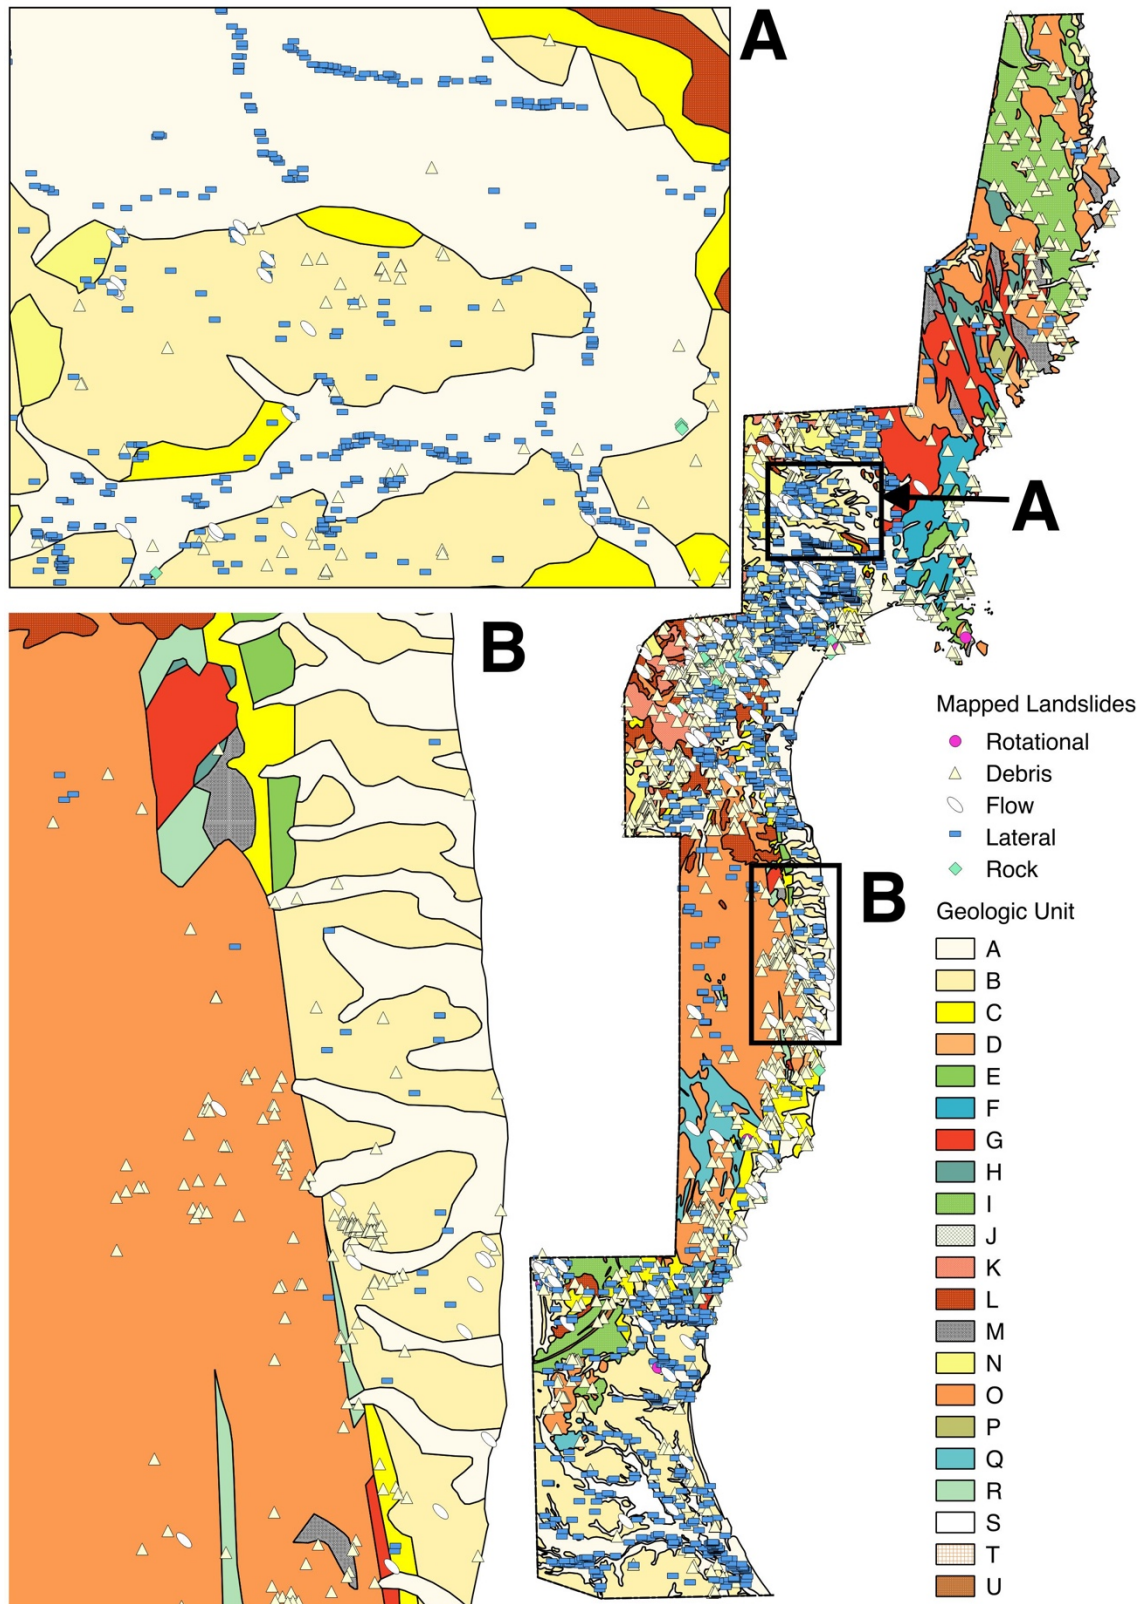 A
A
B
B
Mapped Landslides
Rotational
Debris
Flow
Lateral
Rock
Geologic Unit
A
B
C
D
E
F
G
H
I
J
K
L
M
N
O
P
Q
R
S
T
U